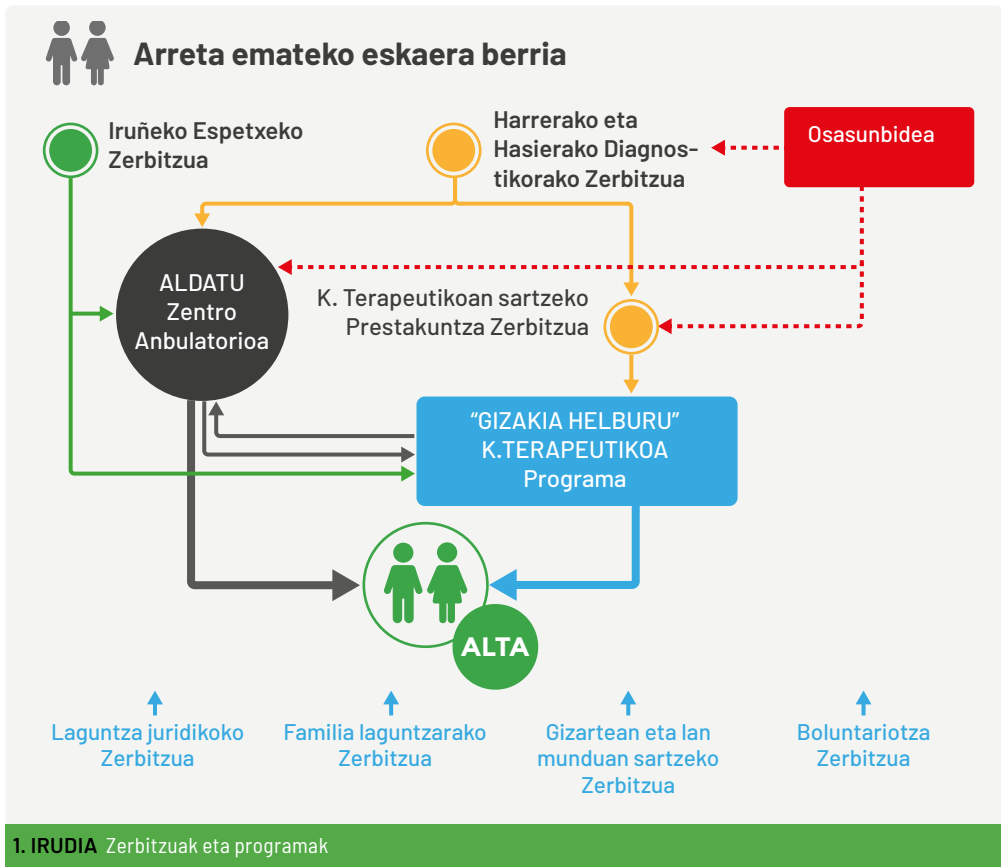 Arreta emateko eskaera berria
Iruñeko Espetxeko
Zerbitzua
Harrerako eta
Hasierako Diagnos-
tikorako Zerbitzua
Osasunbidea
ALDATU
Zentro
Anbulatorioa
K. Terapeutikoan sartzeko
Prestakuntza Zerbitzua
“GIZAKIA HELBURU”
K.TERAPEUTIKOA
Programa
ALTA
Laguntza juridikoko
Zerbitzua
Familia laguntzarako
Zerbitzua
Gizartean eta lan
munduan sartzeko
Zerbitzua
Boluntariotza
Zerbitzua
1. IRUDIA Zerbitzuak eta programak